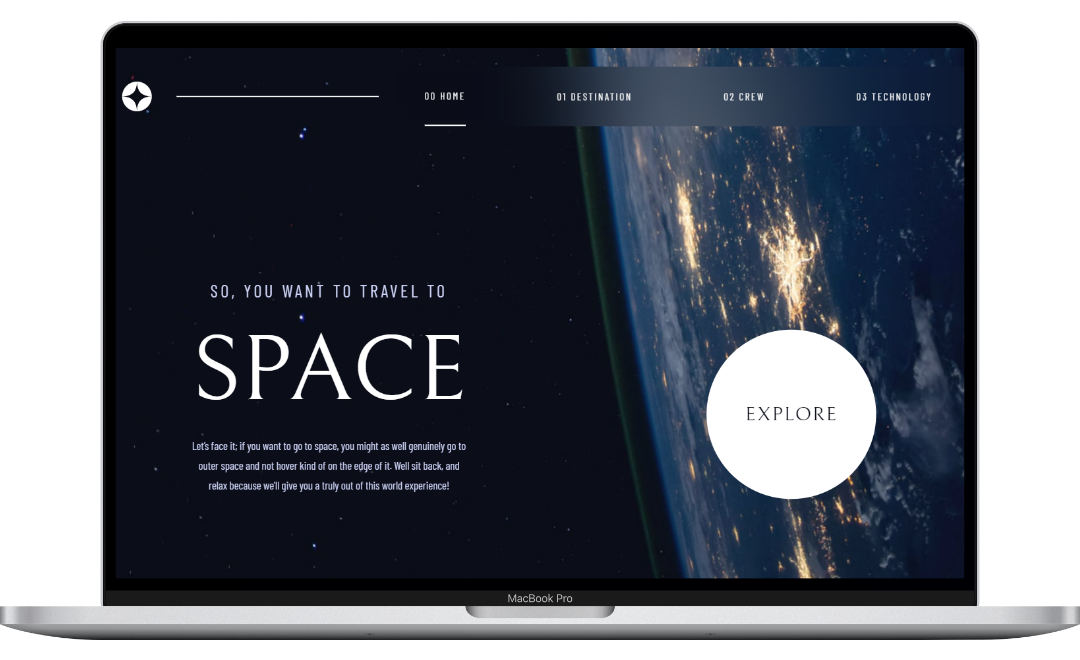 00 HOME
01 DESTINATION
02 CREW
03 TECHNOLOGY
SO, YOU WANT TO TRAVEL TO
SPACE
Let's face it; if you want to go to space, you might as well genuinely go to
outer space and not hover kind of on the edge of it. Well sit back, and
relax because we'll give you a truly out of this world experience!
EXPLORE
MacBook Pro